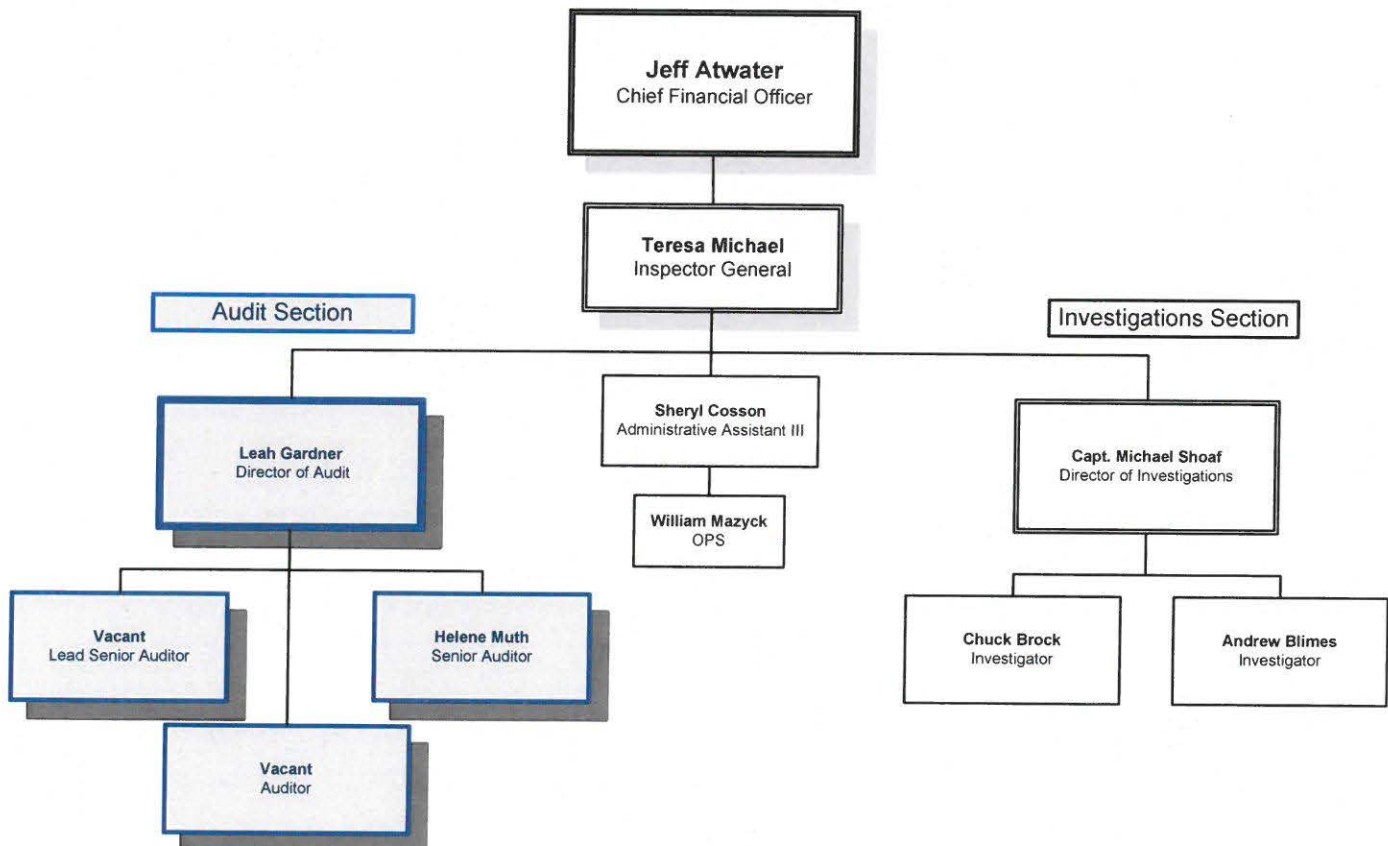 Jeff Atwater
Chief Financial Officer
Teresa Michael
Inspector General
Audit Section
Investigations Section
Leah Gardner
Director of Audit
Sheryl Cosson
Administrative Assistant III
Capt. Michael Shoaf
Director of Investigations
William Mazyck
OPS
Vacant
Lead Senior Auditor
Helene Muth
Senior Auditor
Chuck Brock
Investigator
Andrew Blimes
Investigator
Vacant
Auditor